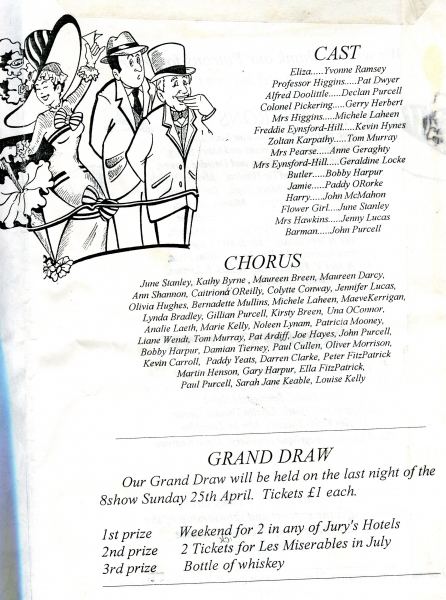 CAST
Eliza.....Yvonne Ramsey
Professor Higgins.....Pat Dwyer
Alfred Doolittle.....Declan Purcell
Colonel Pickering....Gerry Herbert
Mrs Higgins.....Michele Laheen
Freddie Eynsford-Hill.....Kevin Hynes
Zoltan Karpathy.....Tom Murray
Mrs Pearse.....Anne Geraghty
Mrs Eynsford-Hill.....Geraldine Locke
Butler.....Bobby Harpur
Jamie.....Paddy ORorke
Harry.....John McMahon
Flower Girl.....June Stanley
Mrs Hawkins.....Jenny Lucas
Barman.....John Purcell
CHORUS
June Stanley, Kathy Byrne , Maureen Breen, Maureen Darcy,
Ann Shannon, Caitriona OReilly, Colytte Conway, Jennifer Lucas,
Olivia Hughes, Bernadette Mullins, Michele Laheen, MaeveKerrigan,
Lynda Bradley, Gillian Purcell, Kirsty Breen, Una OConnor,
Analie Laeth, Marie Kelly, Noleen Lynam, Patricia Mooney,
Liane Wendt, Tom Murray, Pat Ardiff, Joe Hayes, John Purcell,
Bobby Harpur, Damian Tierney, Paul Cullen, Oliver Morrison,
Kevin Carroll, Paddy Yeats, Darren Clarke, Peter FitzPatrick
Martin Henson, Gary Harpur, Ella FitzPatrick,
Paul Purcell, Sarah Jane Keable, Louise Kelly
GRAND DRAW
Our Grand Draw will be held on the last night of the
8show Sunday 25th April. Tickets £1 each.
1st prize Weekend for 2 in any of Jury's Hotels
2nd prize 2 Tickets for Les Miserables in July
3rd prize Bottle of whiskey